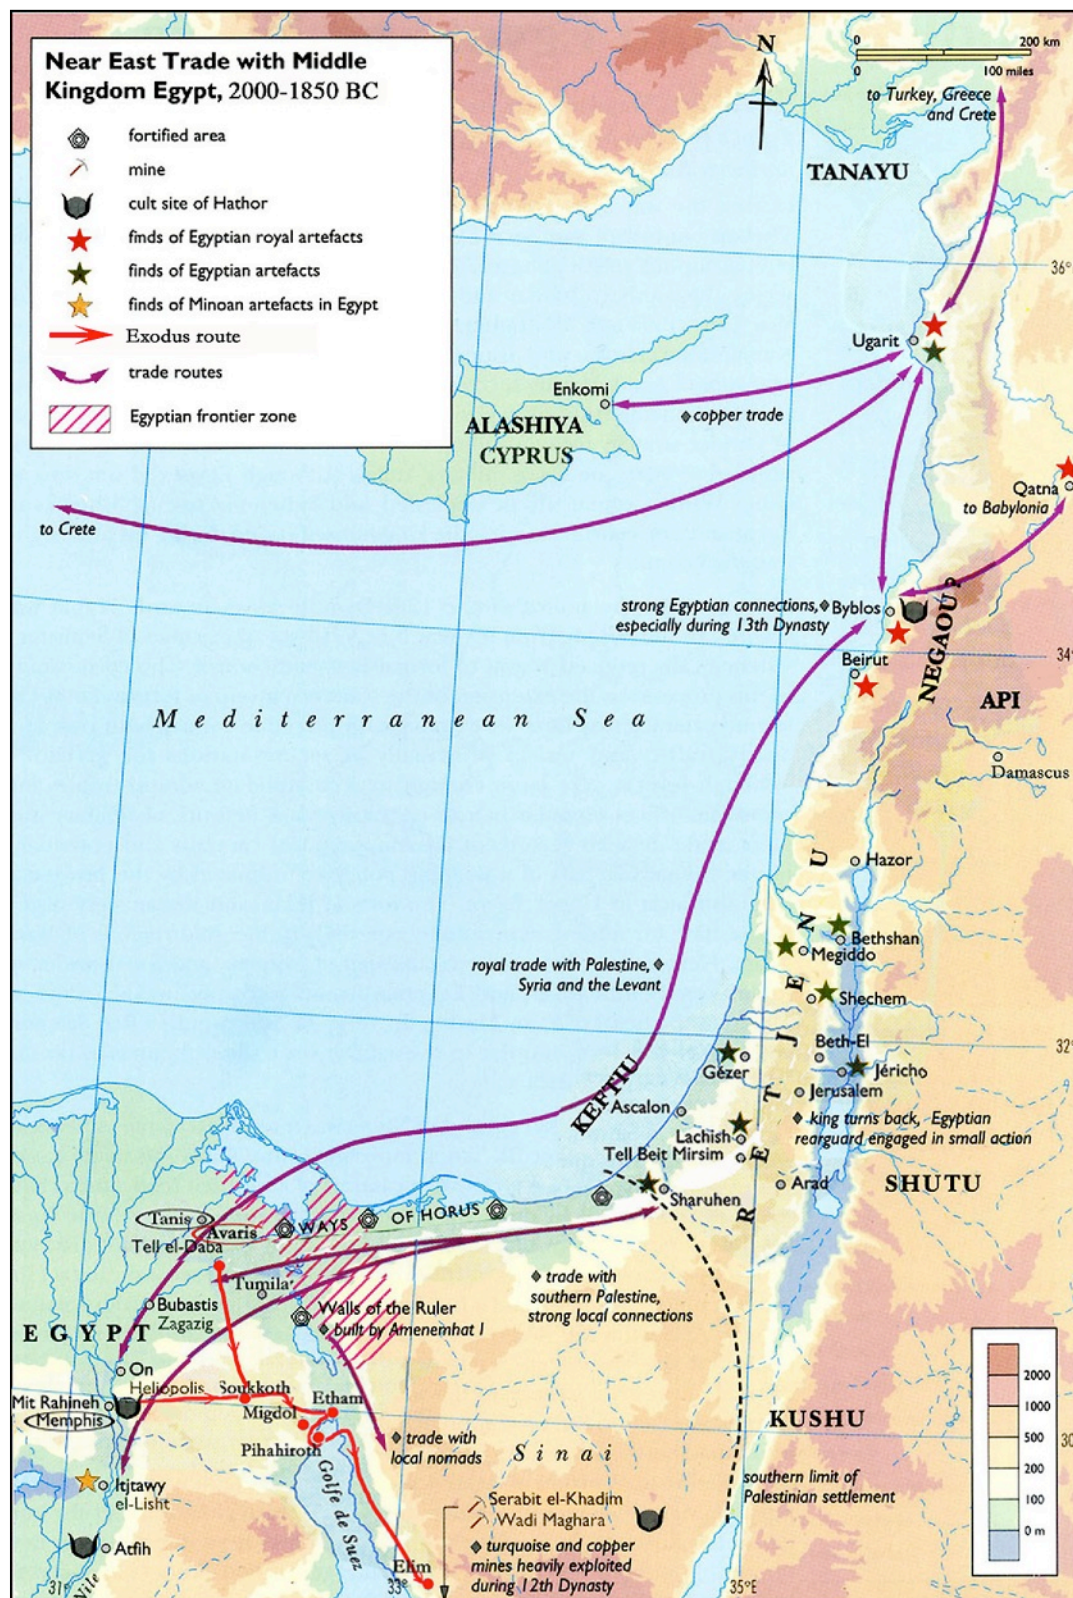 Near East Trade with Middle
Kingdom Egypt, 2000-1850 BC
fortified area
mine
cult site of Hathor
finds of Egyptian royal artefacts
finds of Egyptian artefacts
finds of Minoan artefacts in Egypt
Exodus route
trade routes
Egyptian frontier zone
N
0 200 km
0 100 miles
to Turkey, Greece
and Crete
TANAYU
36°
Ugarit
Enkomi
copper trade
ALASHIYA
CYPRUS
Qatna
to Babylonia
to Crete
strong Egyptian connections,
especially during 13th Dynasty
Byblos
NEGAOU ?
34°
Beirut
API
Mediterranean Sea
Damascus
Hazor
Bethshan
Megiddo
royal trade with Palestine,
Syria and the Levant
Shechem
RETJENU
32°
Beth-El
Gézer
Jéricho
KEFTIU
Jerusalem
Ascalon
king turns back, Egyptian
rearguard engaged in small action
Lachish
Tell Beit Mirsim
SHUTU
Arad
Sharuhen
Tanis
Avaris
WAYS OF HORUS
Tell el-Daba
Tumila
trade with
southern Palestine,
strong local connections
Bubastis
Zagazig
Walls of the Ruler
built by Amenemhat I
EGYPT
On
Heliopolis
Soukkoth
Etham
Mit Rahineh
Memphis
Migdol
KUSHU
Pihahiroth
trade with
local nomads
Sinai
30
southern limit of
Palestinian settlement
Itjtawy
el-Lisht
Golfe de Suez
Serabit el-Khadim
Wadi Maghara
turquoise and copper
mines heavily exploited
during 12th Dynasty
Atfih
Elim
31°
Nile
33°
35°E
2000
1000
500
200
100
0 m